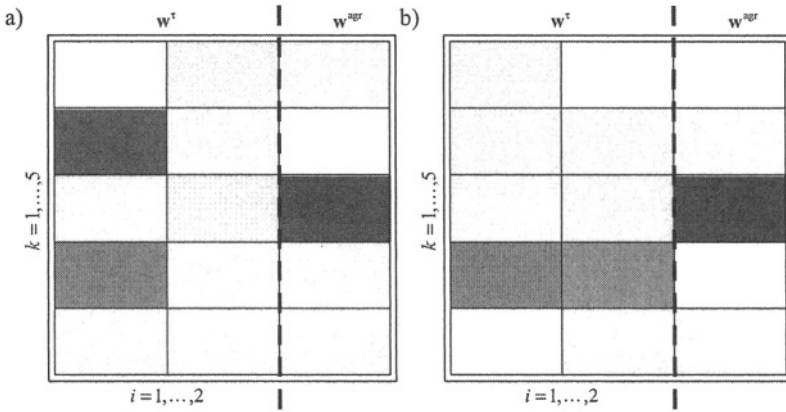 a)
w^τ
w^agr
k = 1,...,5
i = 1,...,2
b)
w^τ
w^agr
k = 1,...,5
i = 1,...,2